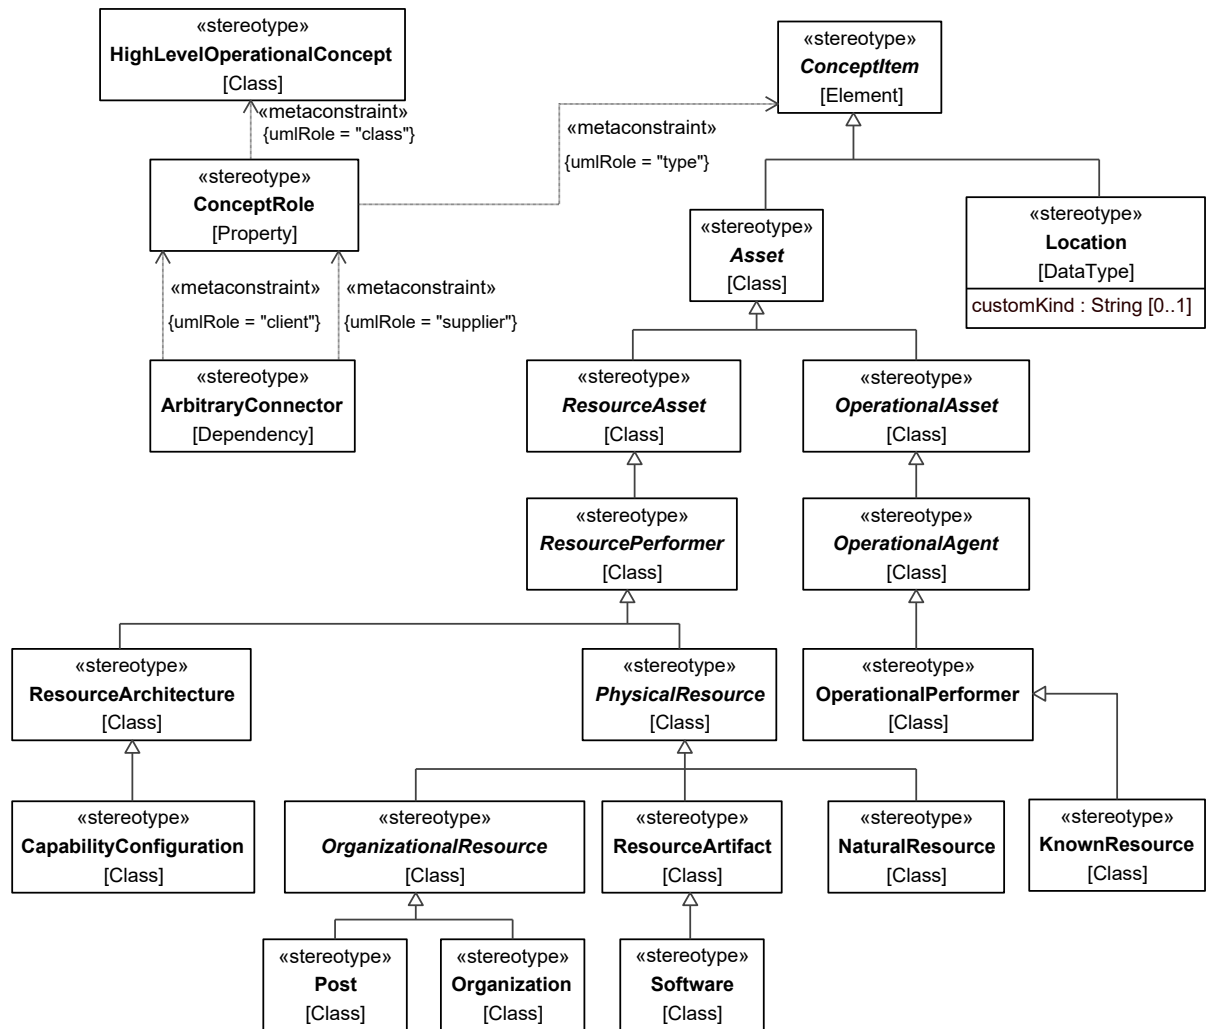 «stereotype»
HighLevelOperationalConcept
[Class]
«stereotype»
ConceptItem
[Element]
«metaconstraint»
{umlRole = "class"}
«metaconstraint»
{umlRole = "type"}
«stereotype»
ConceptRole
[Property]
«stereotype»
Asset
[Class]
«stereotype»
Location
[DataType]
customKind : String [0..1]
«metaconstraint»
{umlRole = "client"}
«metaconstraint»
{umlRole = "supplier"}
«stereotype»
ArbitraryConnector
[Dependency]
«stereotype»
ResourceAsset
[Class]
«stereotype»
OperationalAsset
[Class]
«stereotype»
ResourcePerformer
[Class]
«stereotype»
OperationalAgent
[Class]
«stereotype»
ResourceArchitecture
[Class]
«stereotype»
PhysicalResource
[Class]
«stereotype»
OperationalPerformer
[Class]
«stereotype»
CapabilityConfiguration
[Class]
«stereotype»
OrganizationalResource
[Class]
«stereotype»
ResourceArtifact
[Class]
«stereotype»
NaturalResource
[Class]
«stereotype»
KnownResource
[Class]
«stereotype»
Post
[Class]
«stereotype»
Organization
[Class]
«stereotype»
Software
[Class]